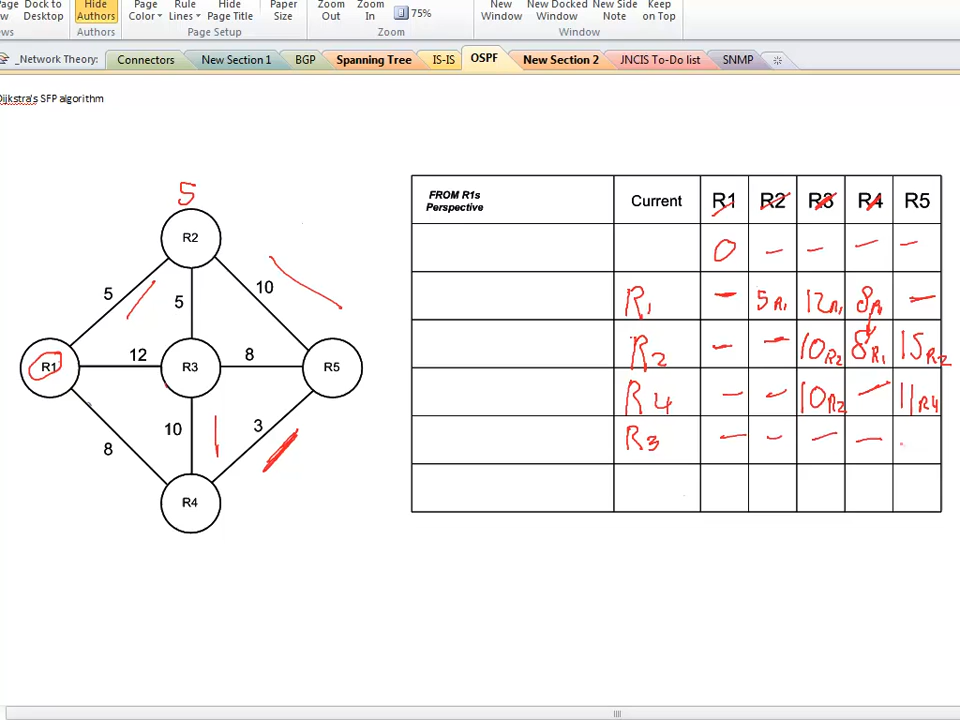 Page Dock to Hide Page Rule Hide Paper Zoom Zoom 75% New New Docked New Side Keep
w Desktop Authors Color Lines Page Title Size Out In Window Window Note on Top
ws Authors Page Setup Zoom Window
_Network Theory: Connectors New Section 1 BGP Spanning Tree IS-IS OSPF New Section 2 JNCIS To-Do list SNMP
Dijkstra's SFP algorithm
5
R2
5 5 10
R1 12 R3 8 R5
8 10 3
R4
FROM R1s Perspective Current R1 R2 R3 R4 R5
0 - - - -
R1 - 5R1 12R1 8R1 -
R2 - - 10R2 8R1 15R2
R4 - - 10R2 - 11R4
R3 - - - -